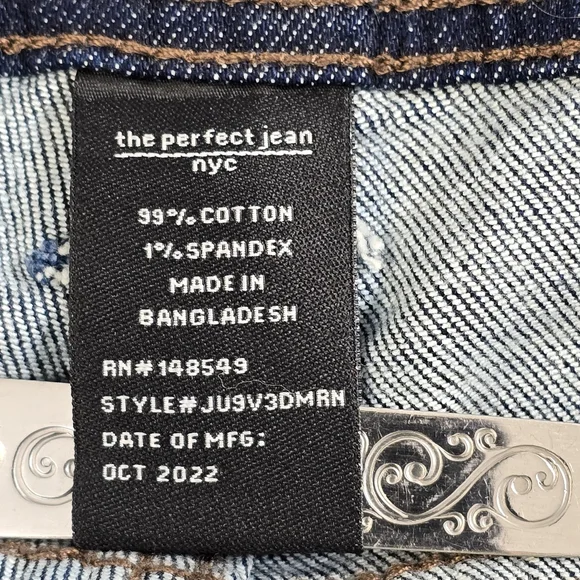 the perfect jean
nyc
99% COTTON
1% SPANDEX
MADE IN
BANGLADESH
RN#148549
STYLE#JU9V3DMRN
DATE OF MFG:
OCT 2022